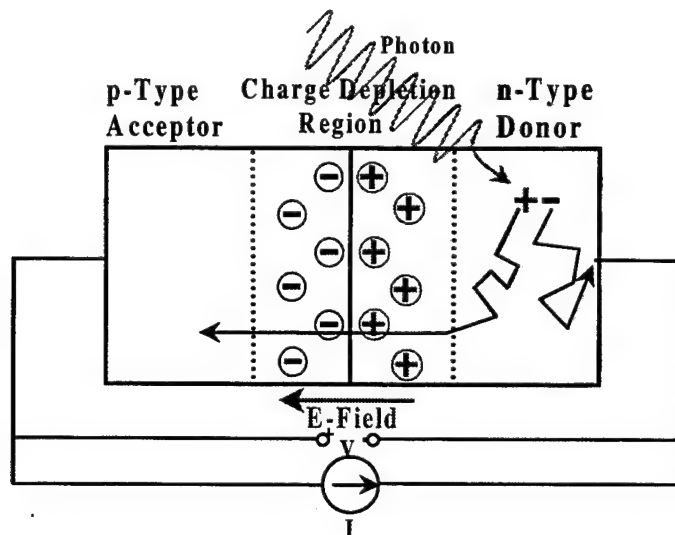 Photon
p-Type Charge Depletion n-Type
Acceptor Region Donor
E-Field
+
V
I